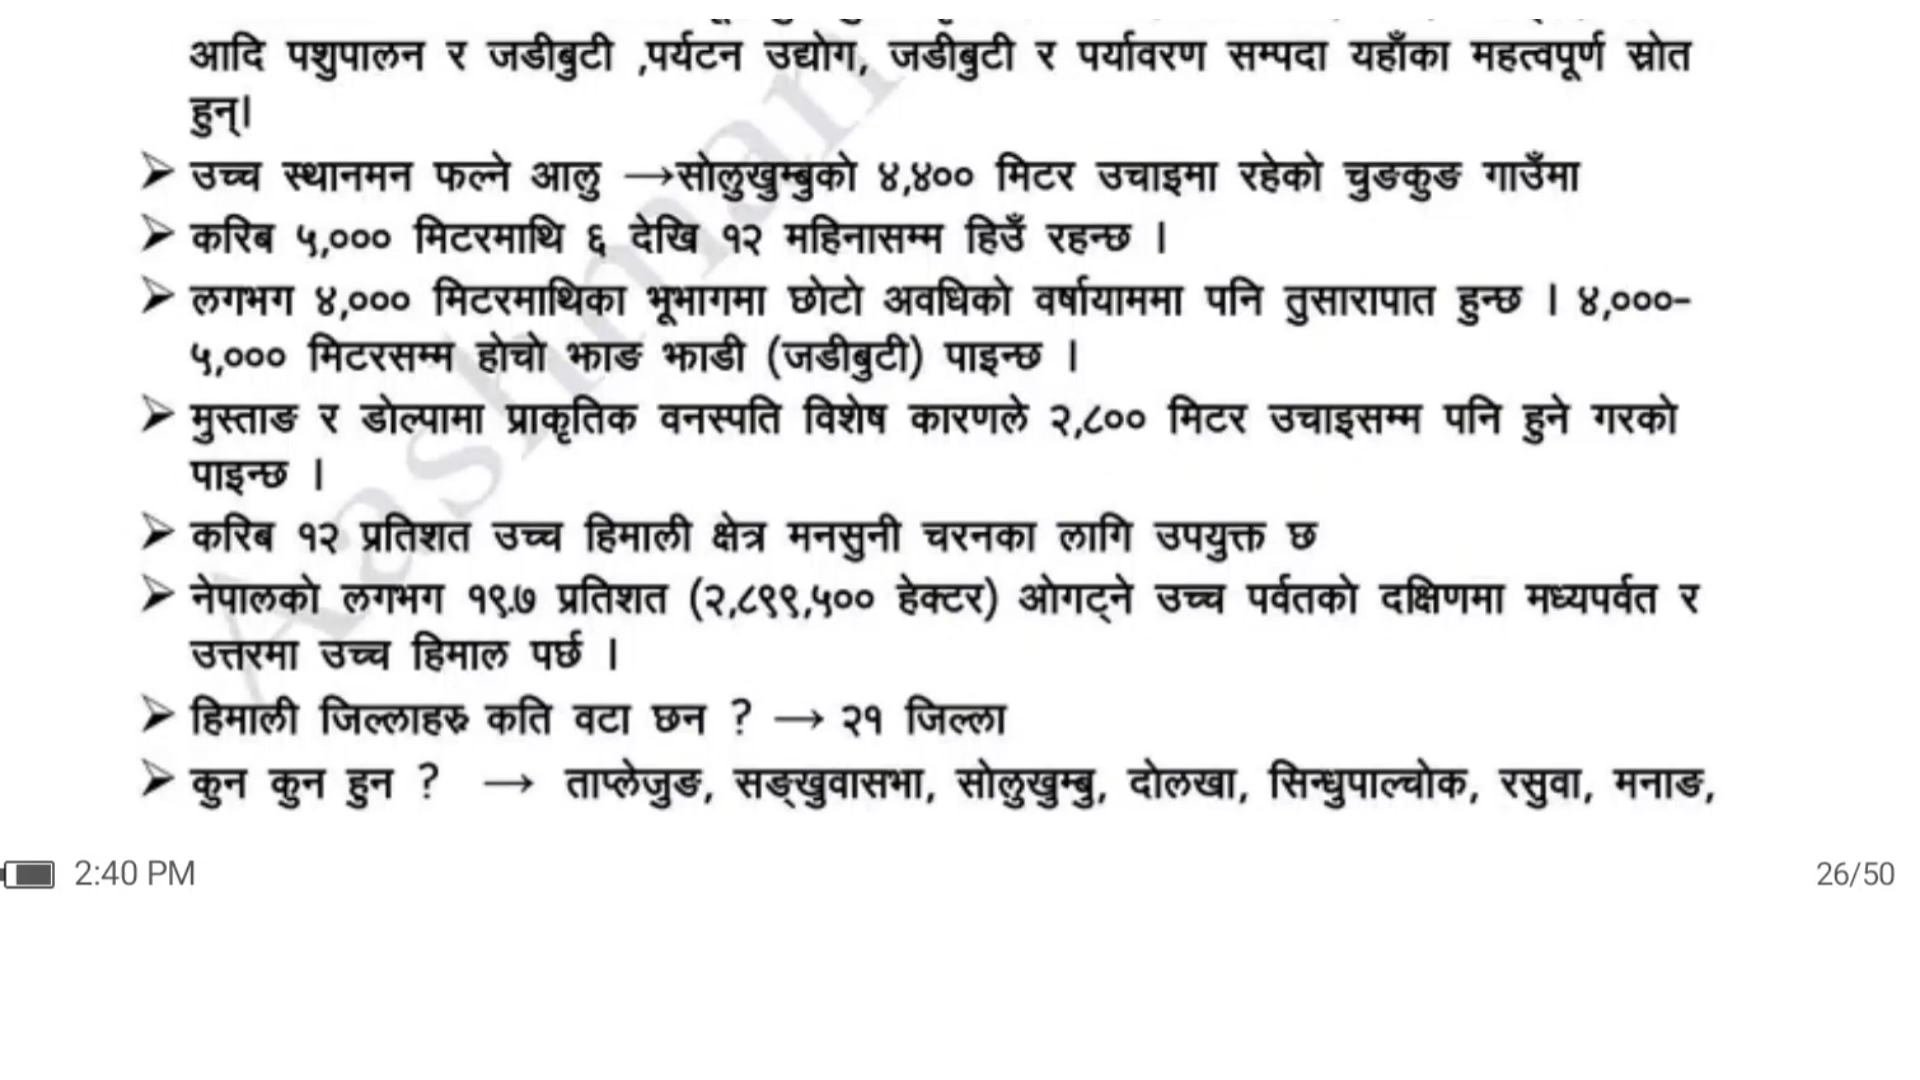 आदि पशुपालन र जडीबुटी ,पर्यटन उद्योग, जडीबुटी र पर्यावरण सम्पदा यहाँका महत्वपूर्ण स्रोत
हुन्।
➢ उच्च स्थानमन फल्ने आलु →सोलुखुम्बुको ४,४०० मिटर उचाइमा रहेको चुङकुङ गाउँमा
➢ करिब ५,००० मिटरमाथि ६ देखि १२ महिनासम्म हिउँ रहन्छ ।
➢ लगभग ४,००० मिटरमाथिका भूभागमा छोटो अवधिको वर्षायाममा पनि तुसारापात हुन्छ । ४,०००-
५,००० मिटरसम्म होचो झाङ झाडी (जडीबुटी) पाइन्छ ।
➢ मुस्ताङ र डोल्पामा प्राकृतिक वनस्पति विशेष कारणले २,८०० मिटर उचाइसम्म पनि हुने गरको
पाइन्छ ।
➢ करिब १२ प्रतिशत उच्च हिमाली क्षेत्र मनसुनी चरनका लागि उपयुक्त छ
➢ नेपालको लगभग १९.७ प्रतिशत (२,८९९,५०० हेक्टर) ओगट्ने उच्च पर्वतको दक्षिणमा मध्यपर्वत र
उत्तरमा उच्च हिमाल पर्छ ।
➢ हिमाली जिल्लाहरु कति वटा छन ? → २१ जिल्ला
➢ कुन कुन हुन ? → ताप्लेजुङ, सङ्खुवासभा, सोलुखुम्बु, दोलखा, सिन्धुपाल्चोक, रसुवा, मनाङ,
Aashman
2:40 PM
26/50